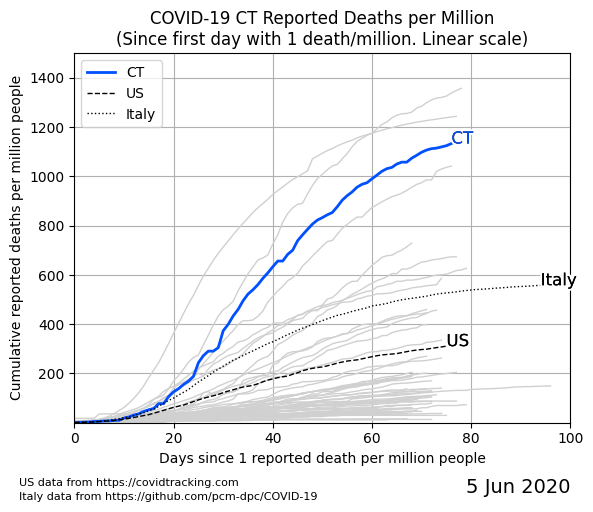 COVID-19 CT Reported Deaths per Million
(Since first day with 1 death/million. Linear scale)
Cumulative reported deaths per million people
1400
1200
1000
800
600
400
200
CT
US
Italy
CT
Italy
US
0
20
40
60
80
100
Days since 1 reported death per million people
US data from https://covidtracking.com
Italy data from https://github.com/pcm-dpc/COVID-19
5 Jun 2020